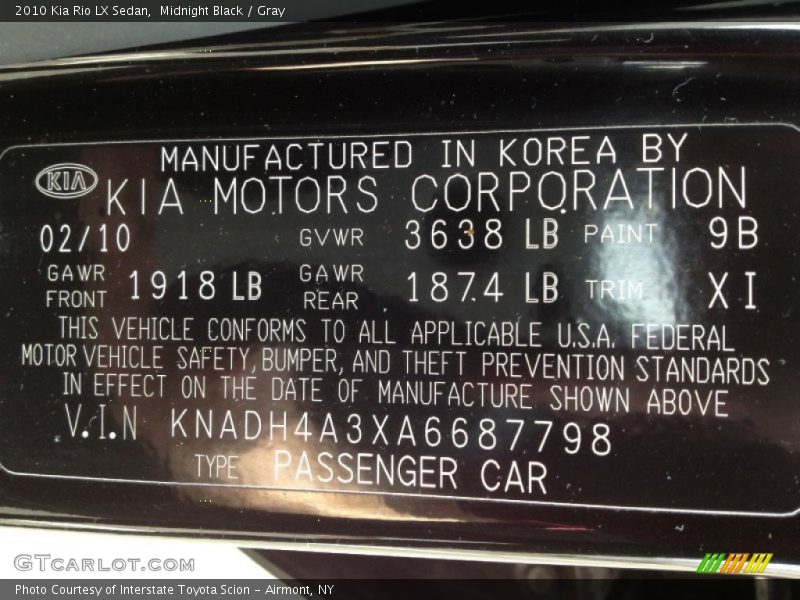 2010 Kia Rio LX Sedan, Midnight Black / Gray
MANUFACTURED IN KOREA BY
KIA KIA MOTORS CORPORATION
02/10 GVWR 3638 LB PAINT 9B
GAWR FRONT 1918 LB GAWR REAR 1874 LB TRIM XI
THIS VEHICLE CONFORMS TO ALL APPLICABLE U.S.A. FEDERAL
MOTOR VEHICLE SAFETY, BUMPER, AND THEFT PREVENTION STANDARDS
IN EFFECT ON THE DATE OF MANUFACTURE SHOWN ABOVE
V.I.N KNADH4A3XA6687798
TYPE PASSENGER CAR
GTCARLOT.COM
Photo Courtesy of Interstate Toyota Scion - Airmont, NY